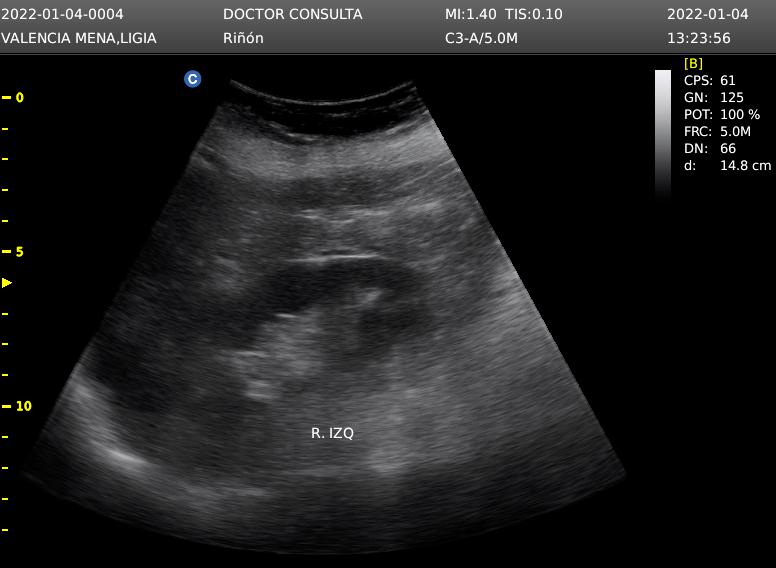 2022-01-04-0004 DOCTOR CONSULTA MI:1.40 TIS:0.10 2022-01-04
VALENCIA MENA,LIGIA Riñón C3-A/5.0M 13:23:56
C
[B]
CPS: 61
GN: 125
POT: 100 %
FRC: 5.0M
DN: 66
d: 14.8 cm
0
5
10
R. IZQ